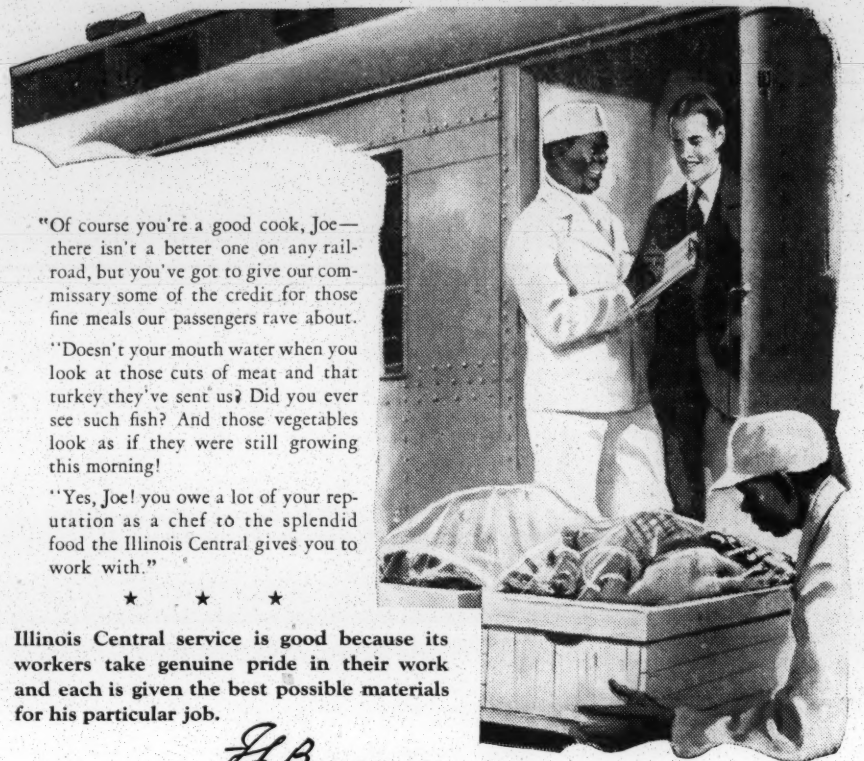 "Of course you're a good cook, Joe—
there isn't a better one on any rail-
road, but you've got to give our com-
missary some of the credit for those
fine meals our passengers rave about.
"Doesn't your mouth water when you
look at those cuts of meat and that
turkey they've sent us? Did you ever
see such fish? And those vegetables
look as if they were still growing
this morning!
"Yes, Joe! you owe a lot of your rep-
utation as a chef to the splendid
food the Illinois Central gives you to
work with."
★ ★ ★
Illinois Central service is good because its
workers take genuine pride in their work
and each is given the best possible materials
for his particular job.